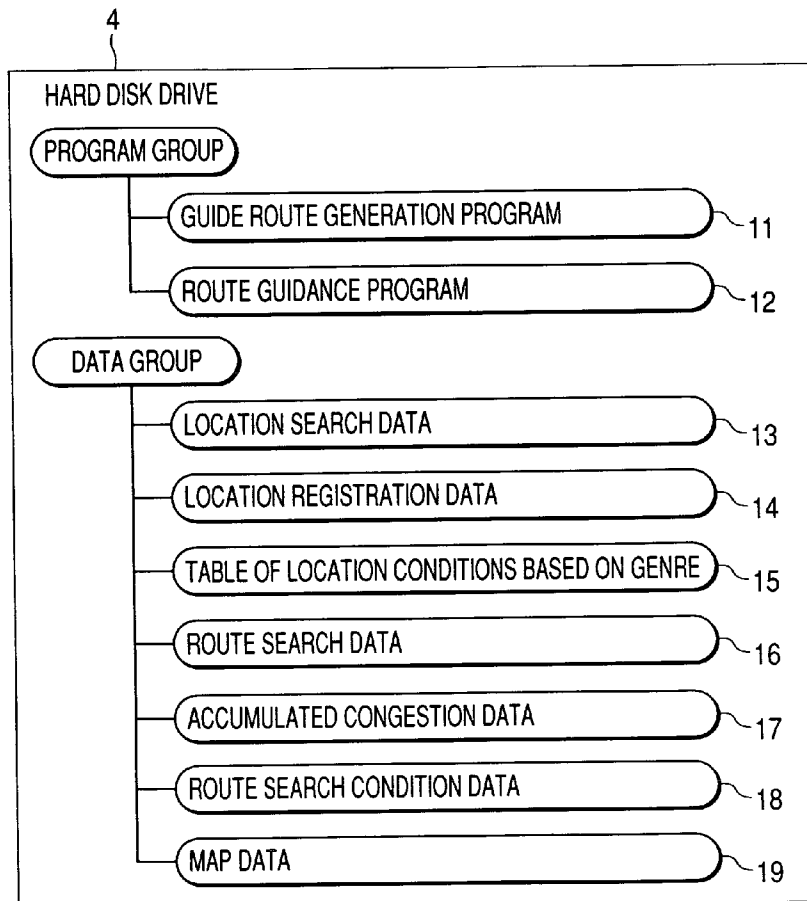 4
HARD DISK DRIVE
PROGRAM GROUP
GUIDE ROUTE GENERATION PROGRAM 11
ROUTE GUIDANCE PROGRAM 12
DATA GROUP
LOCATION SEARCH DATA 13
LOCATION REGISTRATION DATA 14
TABLE OF LOCATION CONDITIONS BASED ON GENRE 15
ROUTE SEARCH DATA 16
ACCUMULATED CONGESTION DATA 17
ROUTE SEARCH CONDITION DATA 18
MAP DATA 19